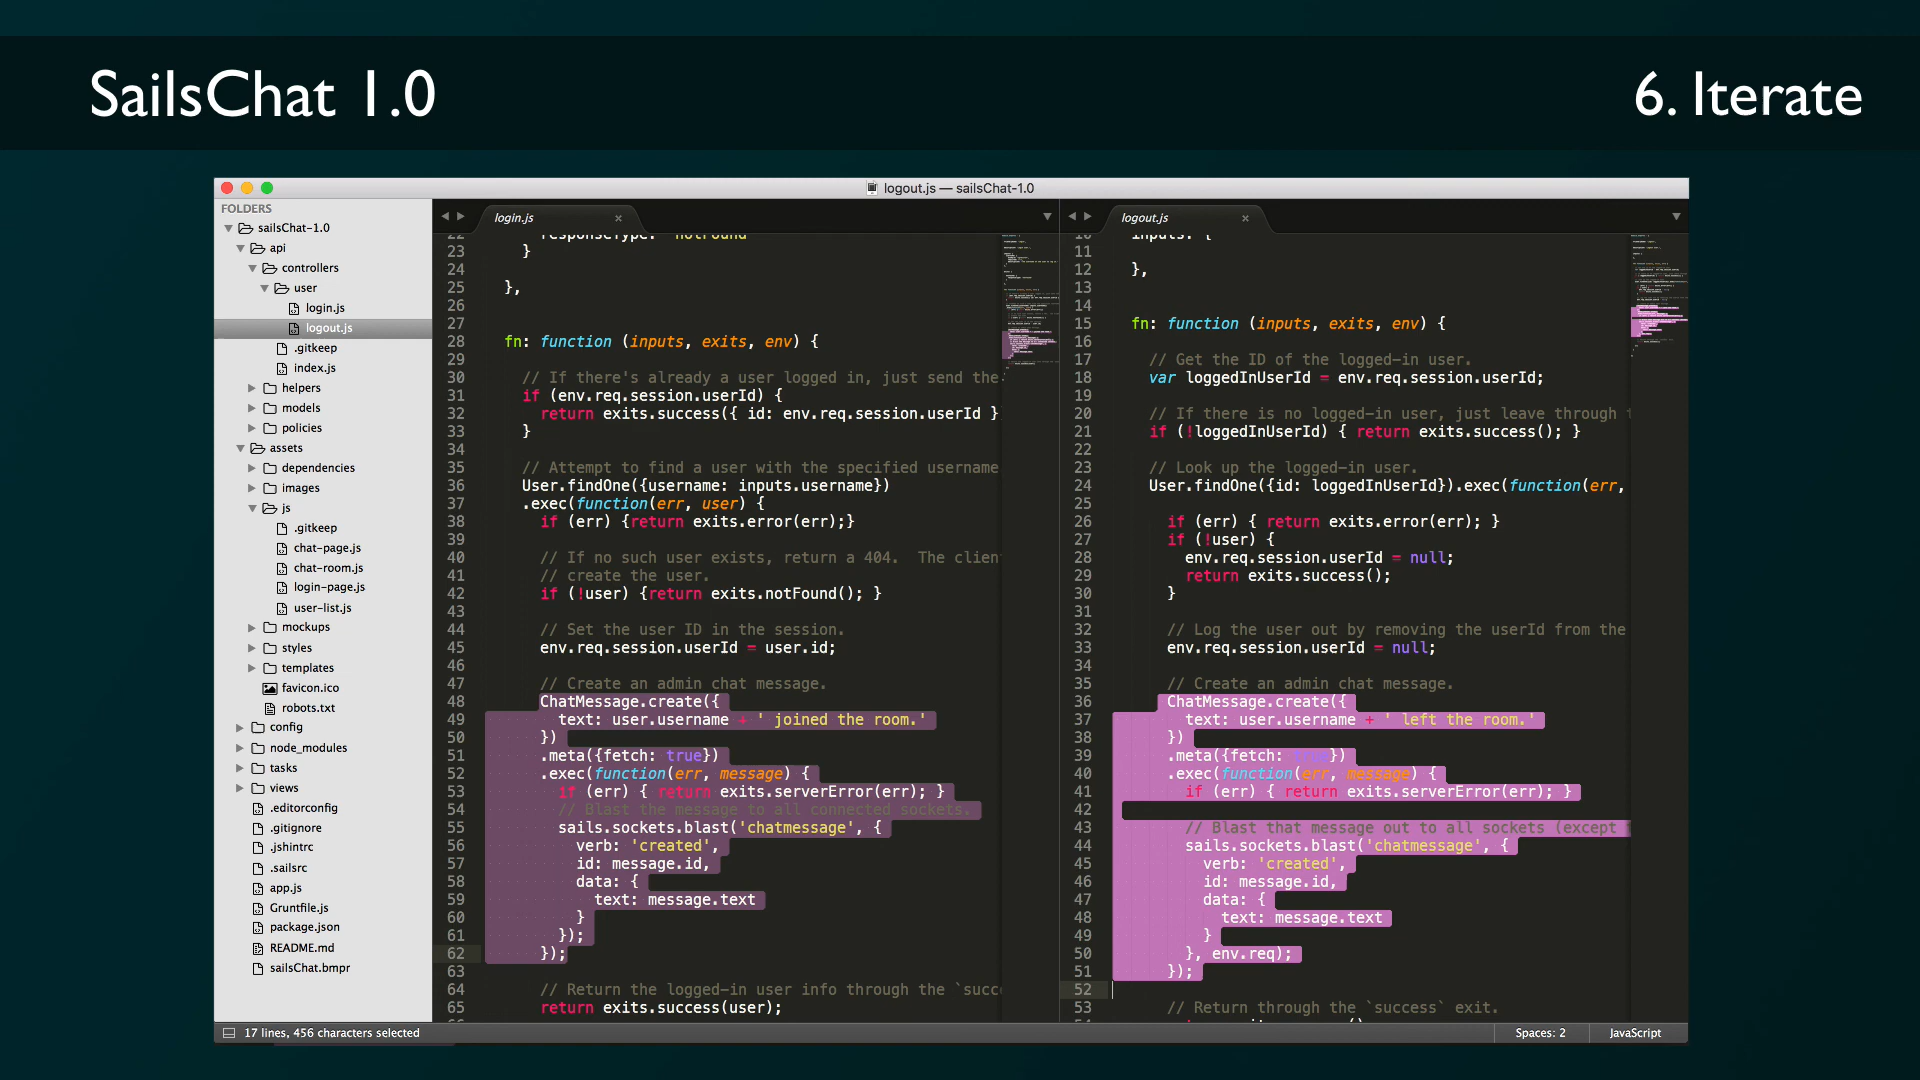 SailsChat 1.0
6. Iterate
logout.js — sailsChat-1.0
FOLDERS
sailsChat-1.0
api
controllers
user
login.js
logout.js
.gitkeep
index.js
helpers
models
policies
assets
dependencies
images
js
.gitkeep
chat-page.js
chat-room.js
login-page.js
user-list.js
mockups
styles
templates
favicon.ico
robots.txt
config
node_modules
tasks
views
.editorconfig
.gitignore
.jshintrc
.sailsrc
app.js
Gruntfile.js
package.json
README.md
sailsChat.bmpr
login.js
22 responseType: 'notFound'
23 }
24
25 },
26
27
28 fn: function (inputs, exits, env) {
29
30 // If there's already a user logged in, just send the
31 if (env.req.session.userId) {
32 return exits.success({ id: env.req.session.userId }
33 }
34
35 // Attempt to find a user with the specified username
36 User.findOne({username: inputs.username})
37 .exec(function(err, user) {
38 if (err) {return exits.error(err);}
39
40 // If no such user exists, return a 404.  The client
41 // create the user.
42 if (!user) {return exits.notFound(); }
43
44 // Set the user ID in the session.
45 env.req.session.userId = user.id;
46
47 // Create an admin chat message.
48 ChatMessage.create({
49 text: user.username + ' joined the room.'
50 })
51 .meta({fetch: true})
52 .exec(function(err, message) {
53 if (err) { return exits.serverError(err); }
54 // Blast the message to all connected sockets.
55 sails.sockets.blast('chatmessage', {
56 verb: 'created',
57 id: message.id,
58 data: {
59 text: message.text
60 }
61 });
62 });
63
64 // Return the logged-in user info through the `succ
65 return exits.success(user);
logout.js
10 inputs: {
11
12 },
13
14
15 fn: function (inputs, exits, env) {
16
17 // Get the ID of the logged-in user.
18 var loggedInUserId = env.req.session.userId;
19
20 // If there is no logged-in user, just leave through
21 if (!loggedInUserId) { return exits.success(); }
22
23 // Look up the logged-in user.
24 User.findOne({id: loggedInUserId}).exec(function(err,
25
26 if (err) { return exits.error(err); }
27 if (!user) {
28 env.req.session.userId = null;
29 return exits.success();
30 }
31
32 // Log the user out by removing the userId from the
33 env.req.session.userId = null;
34
35 // Create an admin chat message.
36 ChatMessage.create({
37 text: user.username + ' left the room.'
38 })
39 .meta({fetch: true})
40 .exec(function(err, message) {
41 if (err) { return exits.serverError(err); }
42
43 // Blast that message out to all sockets (except
44 sails.sockets.blast('chatmessage', {
45 verb: 'created',
46 id: message.id,
47 data: {
48 text: message.text
49 }
50 }, env.req);
51 });
52
53 // Return through the `success` exit.
17 lines, 456 characters selected
Spaces: 2
JavaScript